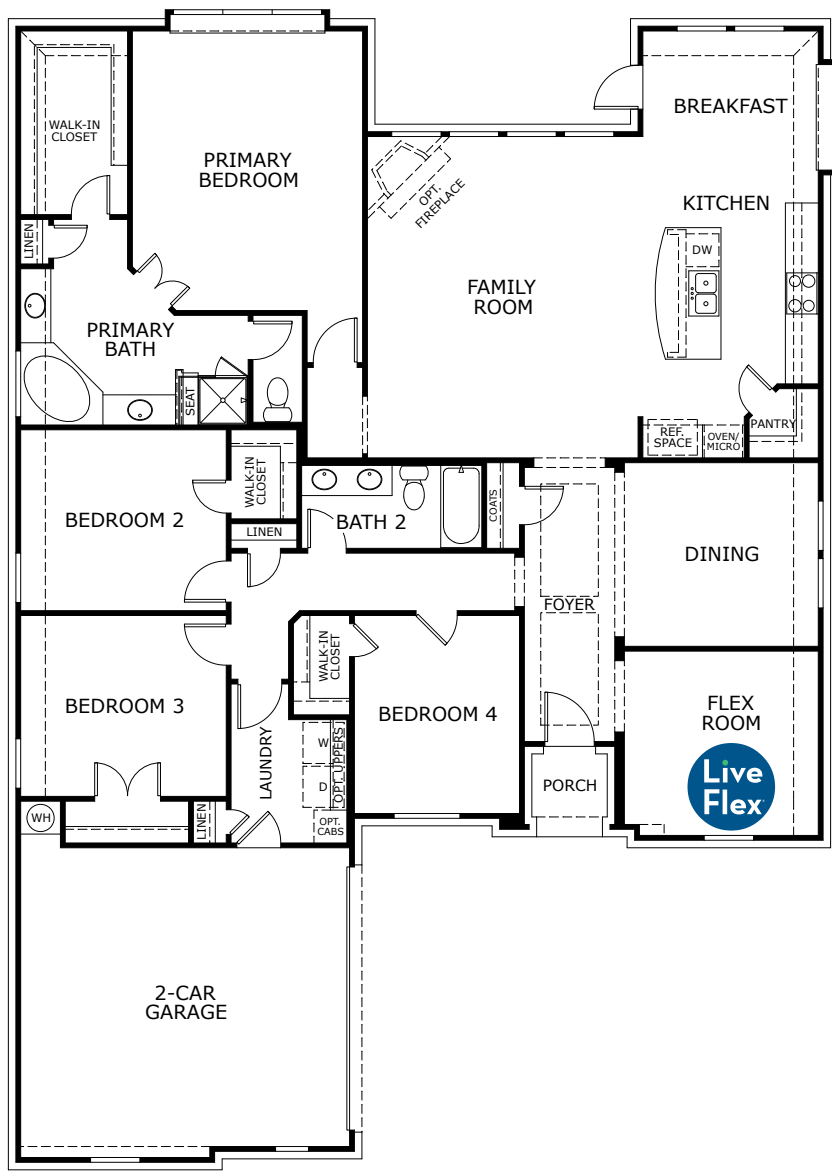 WALK-IN
CLOSET
PRIMARY
BEDROOM
BREAKFAST
OPT.
FIREPLACE
KITCHEN
LINEN
DW
FAMILY
ROOM
PRIMARY
BATH
SEAT
PANTRY
REF.
SPACE
OVEN/
MICRO
WALK-IN
CLOSET
BEDROOM 2
COATS
BATH 2
LINEN
DINING
FOYER
WALK-IN
CLOSET
BEDROOM 3
BEDROOM 4
FLEX
ROOM
LAUNDRY
W
OPT. UPPERS
D
Live
Flex
PORCH
WH
LINEN
OPT.
CABS
2-CAR
GARAGE